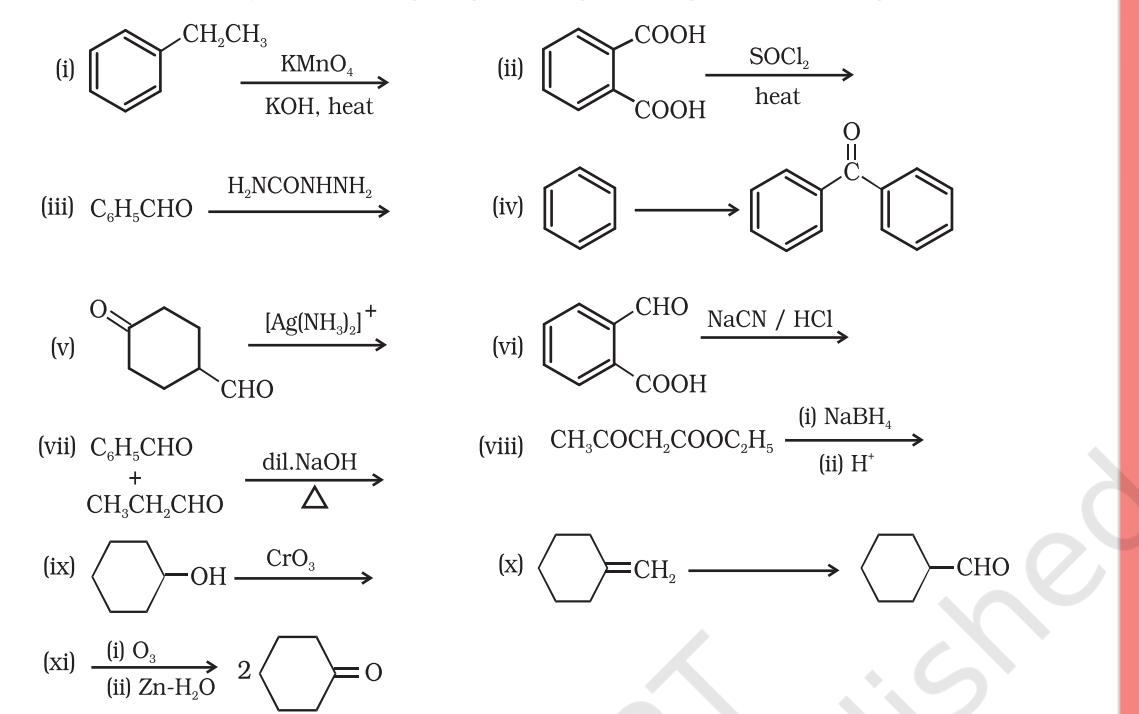 (i) CH₂CH₃ KMnO₄ KOH, heat
(ii) COOH COOH SOCl₂ heat
(iii) C₆H₅CHO H₂NCONHNH₂
(iv) O C
(v) O CHO [Ag(NH₃)₂]⁺
(vi) CHO COOH NaCN / HCl
(vii) C₆H₅CHO
+
CH₃CH₂CHO
dil.NaOH
△
(viii) CH₃COCH₂COOC₂H₅ (i) NaBH₄ (ii) H⁺
(ix) OH CrO₃
(x) CH₂ CHO
(xi) (i) O₃
(ii) Zn-H₂O
2 O